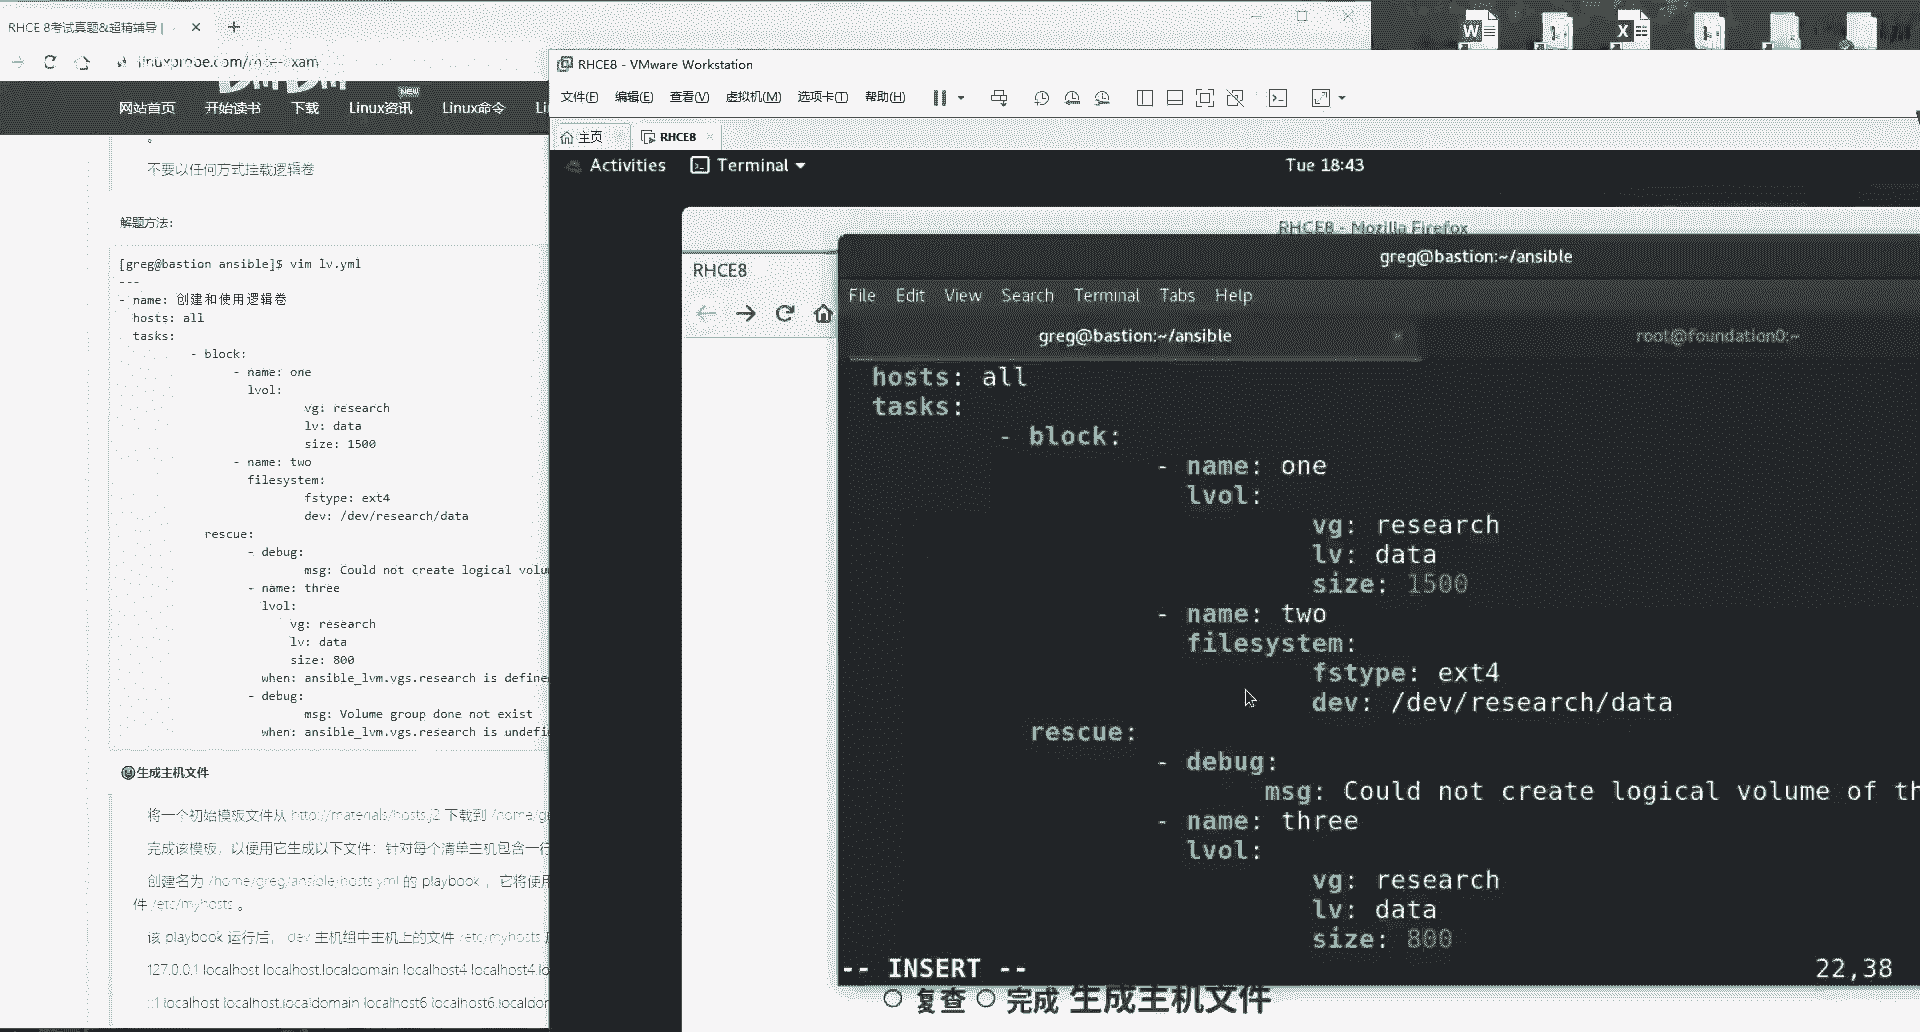 RHCE 8考试真题&超精辅导 |
网站首页 开始读书 下载 Linux资讯 NEW Linux命令
不要以任何方式挂载逻辑卷
解题方法:
[greg@bastion ansible]$ vim lv.yml
---
- name: 创建和使用逻辑卷
hosts: all
tasks:
- block:
- name: one
lvol:
vg: research
lv: data
size: 1500
- name: two
filesystem:
fstype: ext4
dev: /dev/research/data
rescue:
- debug:
msg: Could not create logical
- name: three
lvol:
vg: research
lv: data
size: 800
when: ansible_lvm.vgs.research is
- debug:
msg: Volume group done not exist
when: ansible_lvm.vgs.research is
生成主机文件
将一个初始模板文件从 http://materials/hosts.j2 下载到
完成该模板，以便用它生成以下文件：针对每个清单主机包含一行
创建名为 /home/greg/ansible/hosts.yml 的 playbook ，它将使用
件 /etc/myhosts 。
该 playbook 运行后， dev 主机组中主机上的文件 /etc/myhosts
127.0.0.1 localhost localhost.localdomain localhost4
::1 localhost localhost.localdomain localhost6
RHCE8 - VMware Workstation
文件(F) 编辑(E) 查看(V) 虚拟机(M) 选项卡(T) 帮助(H)
主页 RHCE8
Activities Terminal Tue 18:43
RHCE8 - Mozilla Firefox
RHCE8
greg@bastion:~/ansible
File Edit View Search Terminal Tabs Help
greg@bastion:~/ansible root@foundation0:~
hosts: all
tasks:
- block:
- name: one
lvol:
vg: research
lv: data
size: 1500
- name: two
filesystem:
fstype: ext4
dev: /dev/research/data
rescue:
- debug:
msg: Could not create logical volume of
- name: three
lvol:
vg: research
lv: data
size: 800
-- INSERT -- 22,38
复查 完成 生成主机文件